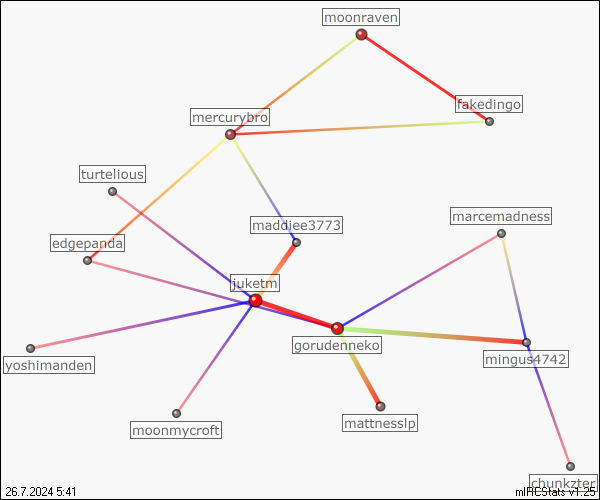 moonraven
fakedingo
mercurybro
turtelious
marcemadness
maddiee3773
edgepanda
juketm
gorudenneko
mingus4742
yoshimanden
mattnesslp
moonmycroft
chunkzter
26.7.2024 5:41
mIRCStats v1.25